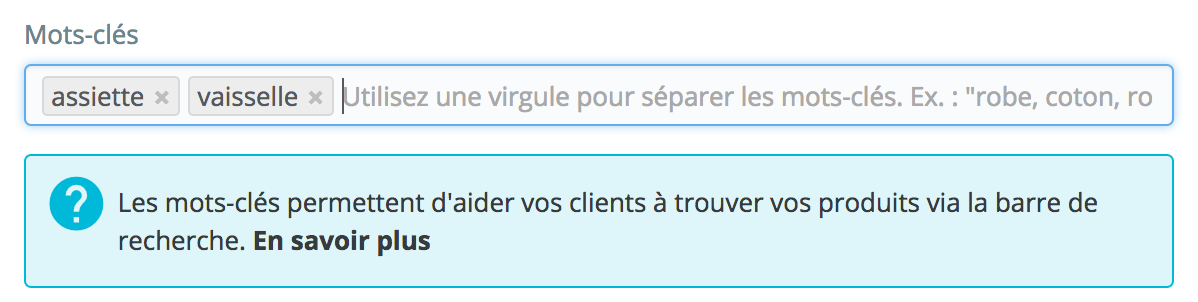 Mots-clés
assiette × vaisselle × Utilisez une virgule pour séparer les mots-clés. Ex. : "robe, coton, ro
? Les mots-clés permettent d'aider vos clients à trouver vos produits via la barre de
recherche. En savoir plus